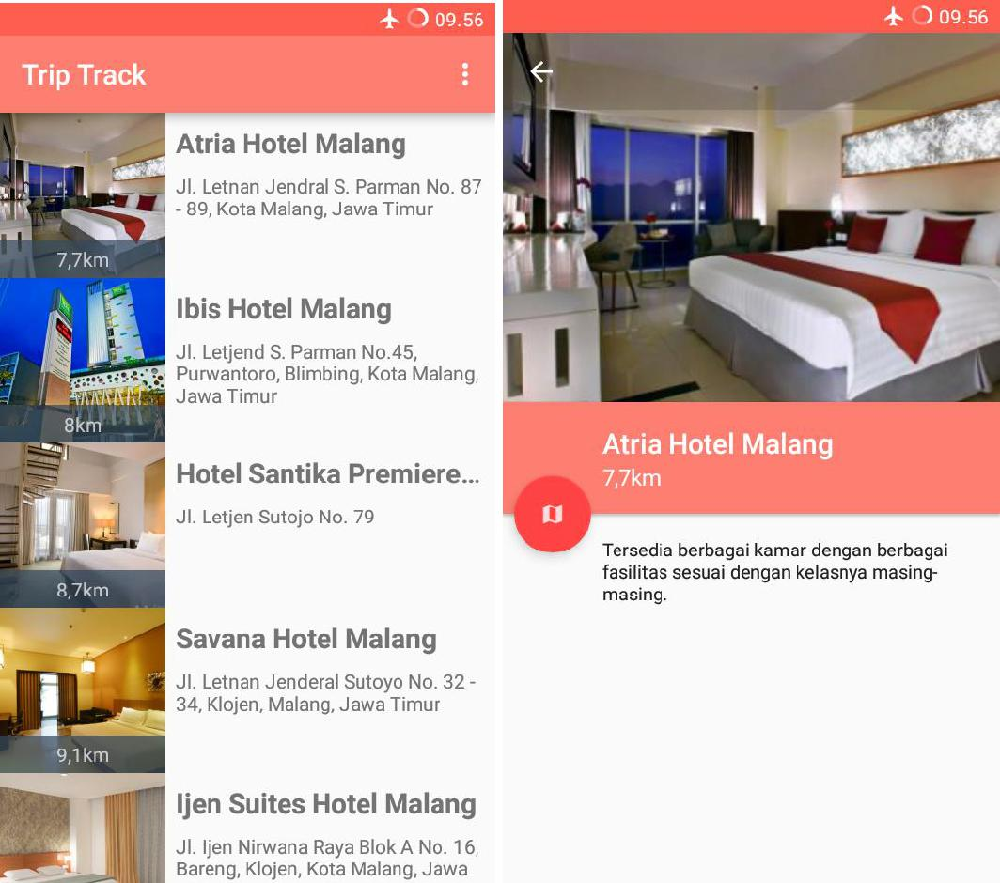 09.56
Trip Track
Atria Hotel Malang
Jl. Letnan Jendral S. Parman No. 87
- 89, Kota Malang, Jawa Timur
7,7km
Ibis Hotel Malang
Jl. Letjend S. Parman No.45,
Purwantoro, Blimbing, Kota Malang,
Jawa Timur
8km
Hotel Santika Premiere...
Jl. Letjen Sutojo No. 79
8,7km
Savana Hotel Malang
Jl. Letnan Jenderal Sutoyo No. 32 -
34, Klojen, Malang, Jawa Timur
9,1km
Ijen Suites Hotel Malang
Jl. Ijen Nirwana Raya Blok A No. 16,
Bareng, Klojen, Kota Malang, Jawa
09.56
Atria Hotel Malang
7,7km
Tersedia berbagai kamar dengan berbagai
fasilitas sesuai dengan kelasnya masing-
masing.